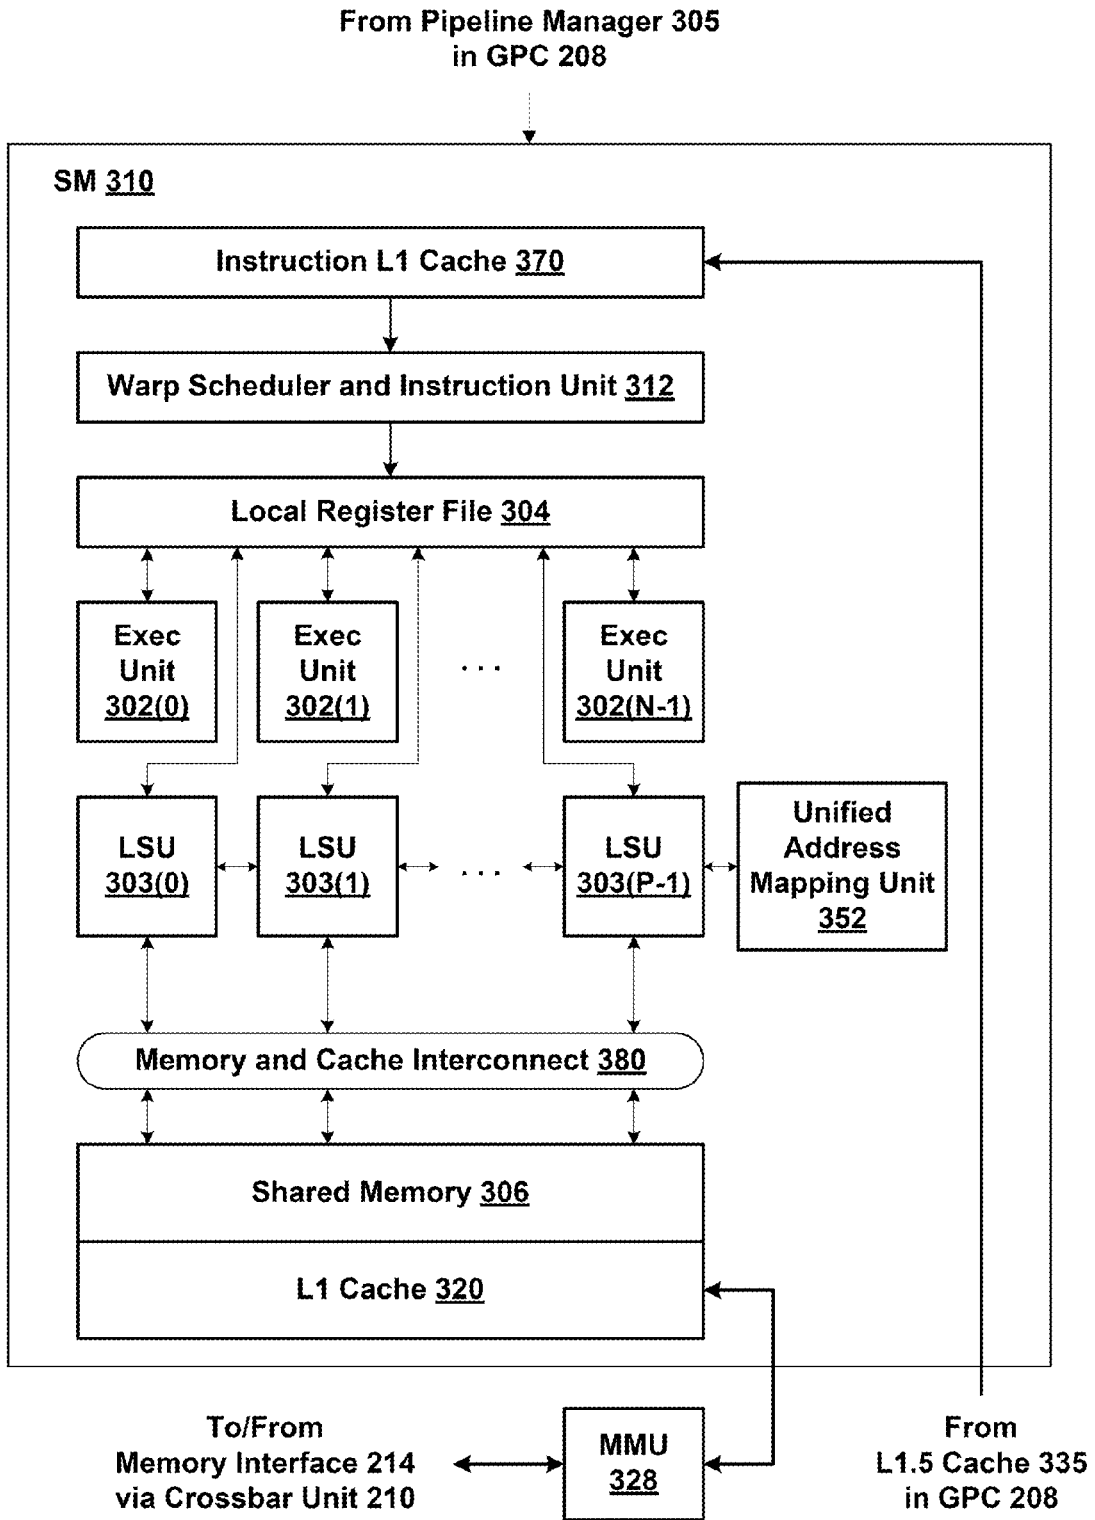 From Pipeline Manager 305
in GPC 208
SM 310
Instruction L1 Cache 370
Warp Scheduler and Instruction Unit 312
Local Register File 304
Exec
Unit
302(0)
Exec
Unit
302(1)
. . .
Exec
Unit
302(N-1)
LSU
303(0)
LSU
303(1)
. . .
LSU
303(P-1)
Unified
Address
Mapping Unit
352
Memory and Cache Interconnect 380
Shared Memory 306
L1 Cache 320
To/From
Memory Interface 214
via Crossbar Unit 210
MMU
328
From
L1.5 Cache 335
in GPC 208